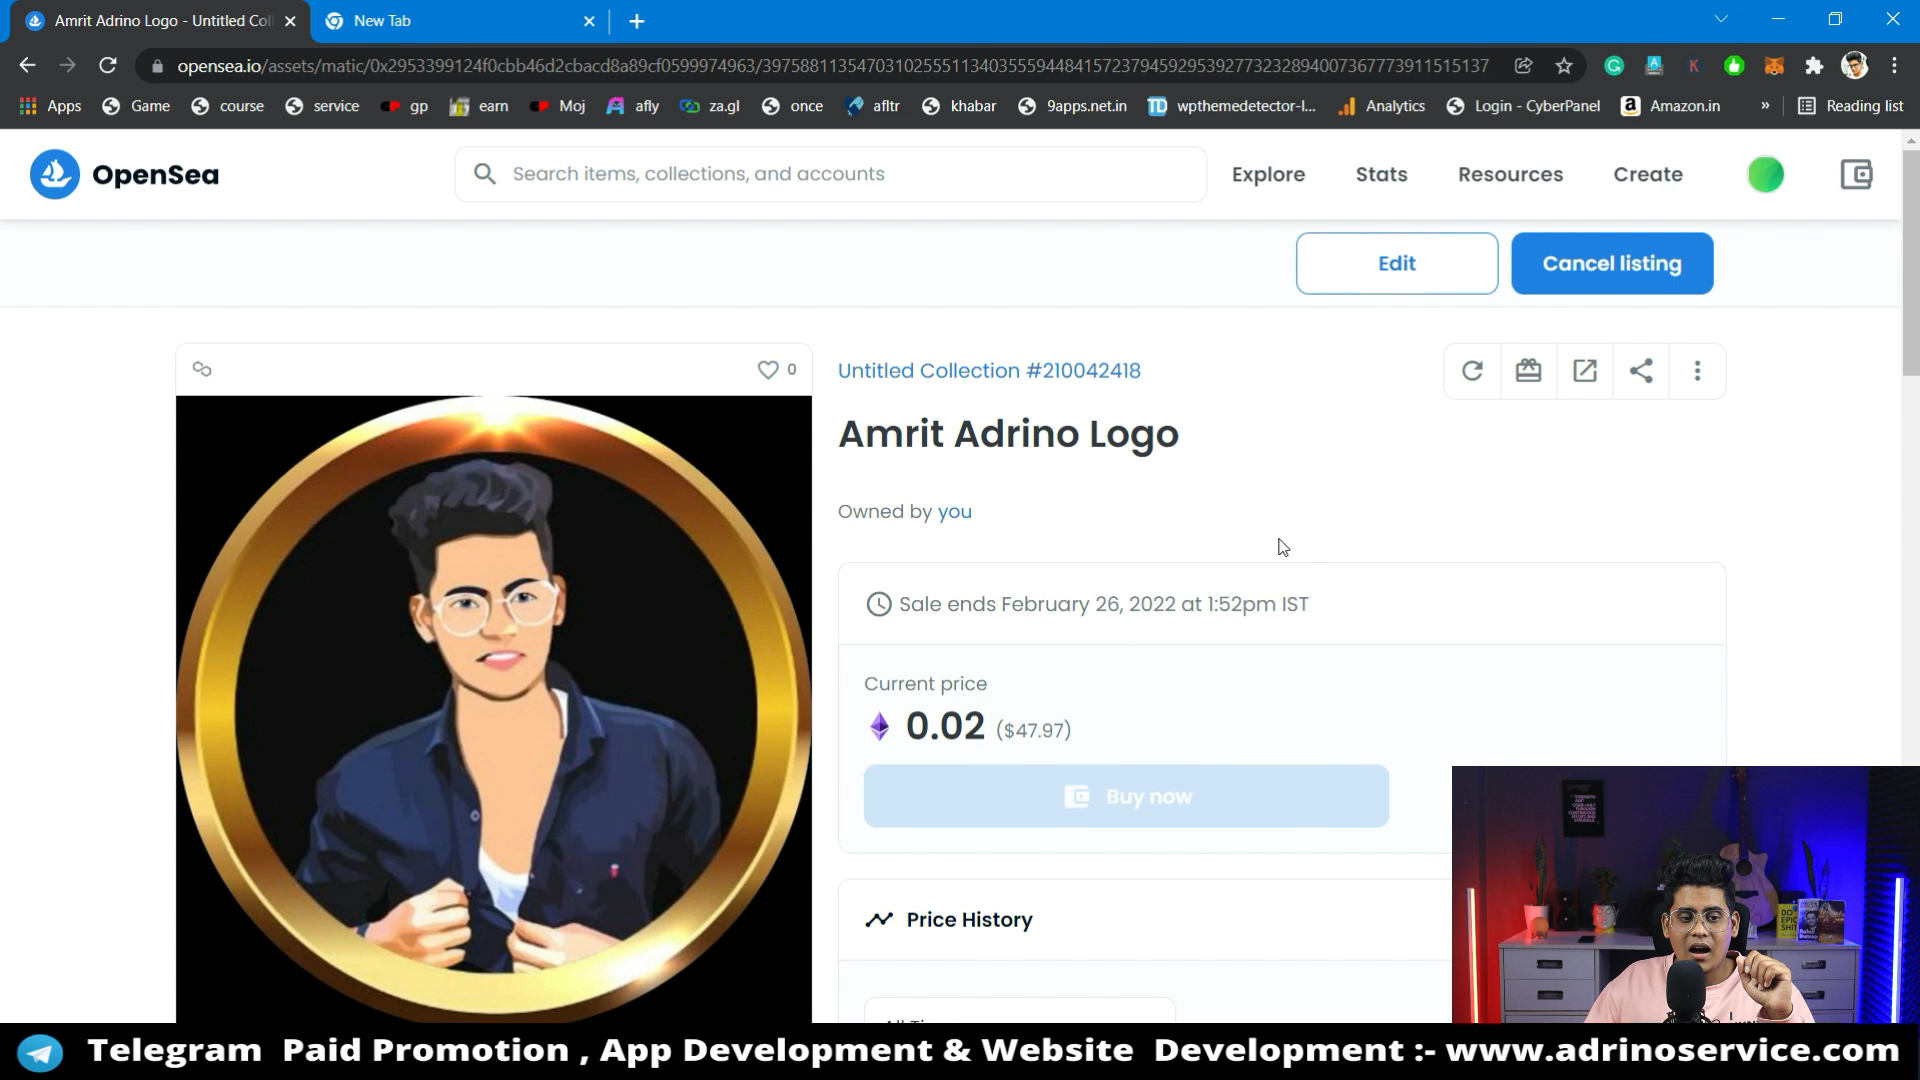 Amrit Adrino Logo - Untitled Col
New Tab
opensea.io/assets/matic/0x2953399124f0cbb46d2cbacd8a89cf0599974963/39758811354703102555113403555944841572379459295392773232894007367773911515137
Apps
Game
course
service
gp
earn
Moj
afly
za.gl
once
afltr
khabar
9apps.net.in
wpthemedetector-l...
Analytics
Login - CyberPanel
Amazon.in
»
Reading list
OpenSea
Search items, collections, and accounts
Explore
Stats
Resources
Create
Edit
Cancel listing
0
Untitled Collection #210042418
Amrit Adrino Logo
Owned by you
Sale ends February 26, 2022 at 1:52pm IST
Current price
0.02 ($47.97)
Buy now
Price History
DO EPIC SHIT
Telegram Paid Promotion , App Development & Website Development :- www.adrinoservice.com